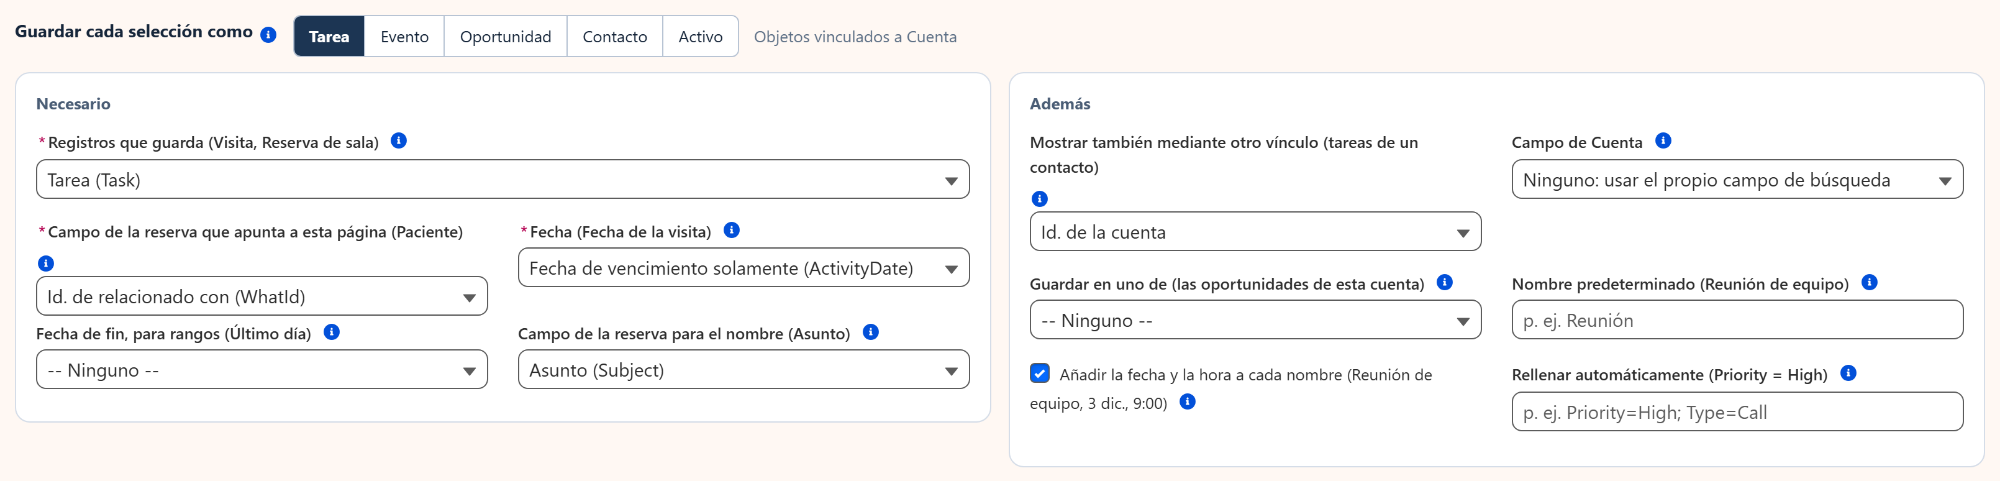 Guardar cada selección como
Tarea
Evento
Oportunidad
Contacto
Activo
Objetos vinculados a Cuenta
Necesario
* Registros que guarda (Visita, Reserva de sala)
Tarea (Task)
* Campo de la reserva que apunta a esta página (Paciente)
Id. de relacionado con (WhatId)
* Fecha (Fecha de la visita)
Fecha de vencimiento solamente (ActivityDate)
Fecha de fin, para rangos (Último día)
-- Ninguno --
Campo de la reserva para el nombre (Asunto)
Asunto (Subject)
Además
Mostrar también mediante otro vínculo (tareas de un
contacto)
Id. de la cuenta
Campo de Cuenta
Ninguno: usar el propio campo de búsqueda
Guardar en uno de (las oportunidades de esta cuenta)
-- Ninguno --
Nombre predeterminado (Reunión de equipo)
p. ej. Reunión
Añadir la fecha y la hora a cada nombre (Reunión de
equipo, 3 dic., 9:00)
Rellenar automáticamente (Priority = High)
p. ej. Priority=High; Type=Call